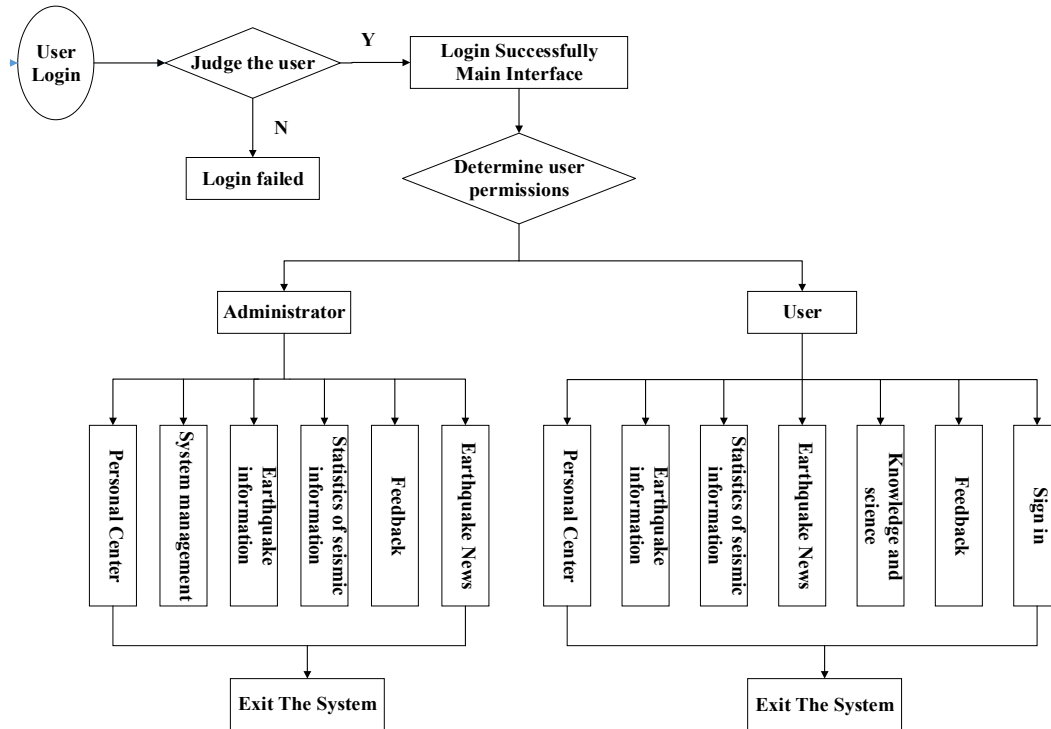 User
Login
Judge the user
Y
Login Successfully
Main Interface
N
Login failed
Determine user
permissions
Administrator
User
Personal Center
System management
Earthquake
information
Statistics of seismic
information
Feedback
Earthquake News
Personal Center
Earthquake
information
Statistics of seismic
information
Earthquake News
Knowledge and
science
Feedback
Sign in
Exit The System
Exit The System